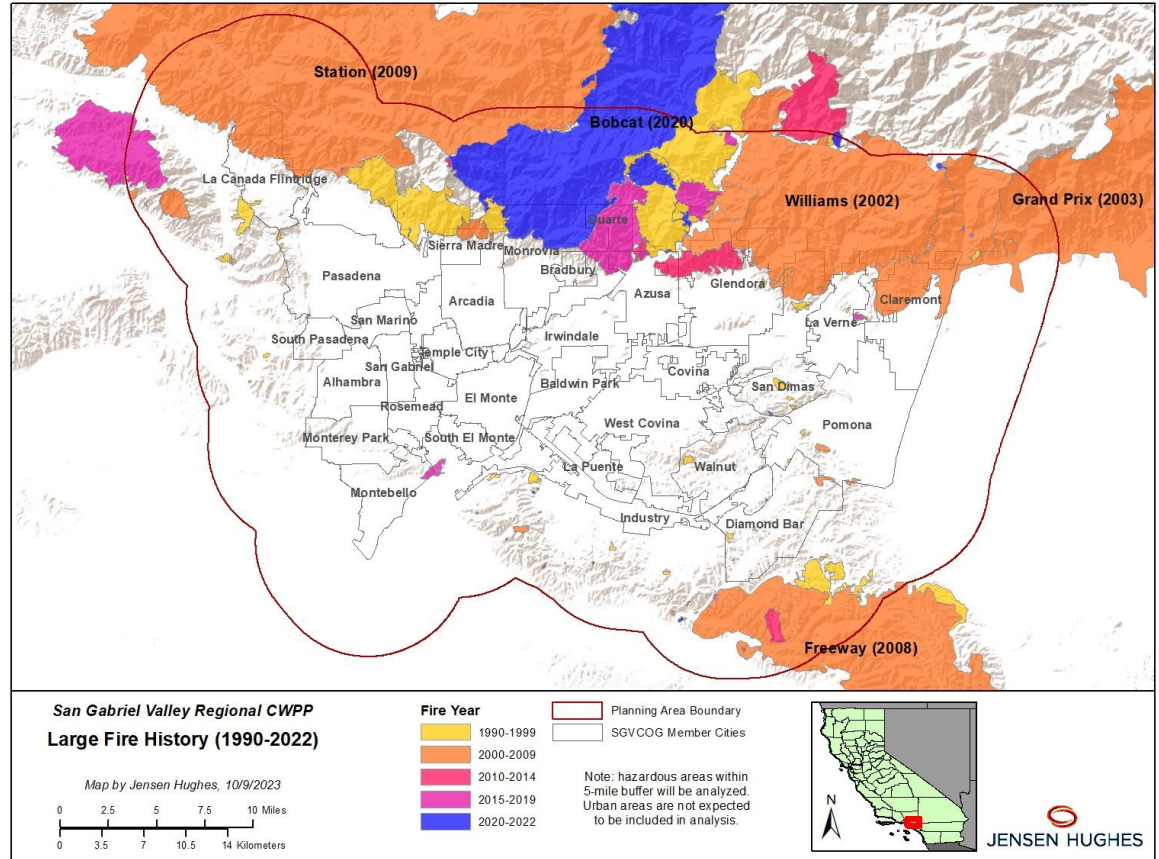 Station (2009)
Bobcat (2020)
La Canada Flintridge
Williams (2002)
Grand Prix (2003)
Duarte
Sierra Madre
Monrovia
Bradbury
Pasadena
Glendora
Arcadia
Azusa
Claremont
San Marino
La Verne
South Pasadena
Irwindale
Temple City
San Gabriel
Covina
Alhambra
Baldwin Park
San Dimas
El Monte
Rosemead
West Covina
Pomona
Monterey Park
South El Monte
La Puente
Walnut
Montebello
Industry
Diamond Bar
Freeway (2008)
San Gabriel Valley Regional CWPP
Large Fire History (1990-2022)
Map by Jensen Hughes, 10/9/2023
0 2.5 5 7.5 10 Miles
0 3.5 7 10.5 14 Kilometers
Fire Year
1990-1999
2000-2009
2010-2014
2015-2019
2020-2022
Planning Area Boundary
SGVCOG Member Cities
Note: hazardous areas within
5-mile buffer will be analyzed.
Urban areas are not expected
to be included in analysis.
N
JENSEN HUGHES